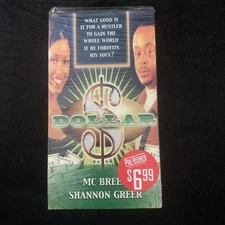 WHAT GOOD IS
IT FOR A HUSTLER
TO GAIN THE
WHOLE WORLD
IF HE FORFEITS
HIS SOUL?
$
DOLLAR
MC BREED
SHANNON GREER
PRE-VIEWED
$6.99